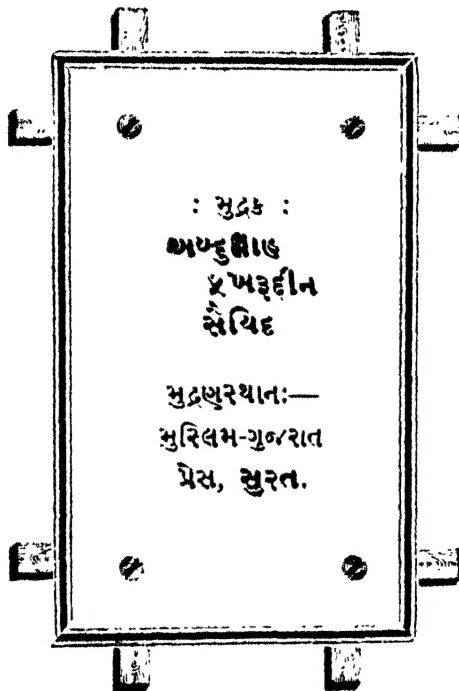 : મુદ્રક :
અબ્દુલ્લાહ
ફખરૂદ્દીન
સૈયિદ
મુદ્રણસ્થાન:—
મુસ્લિમ-ગુજરાત
પ્રેસ, સુરત.